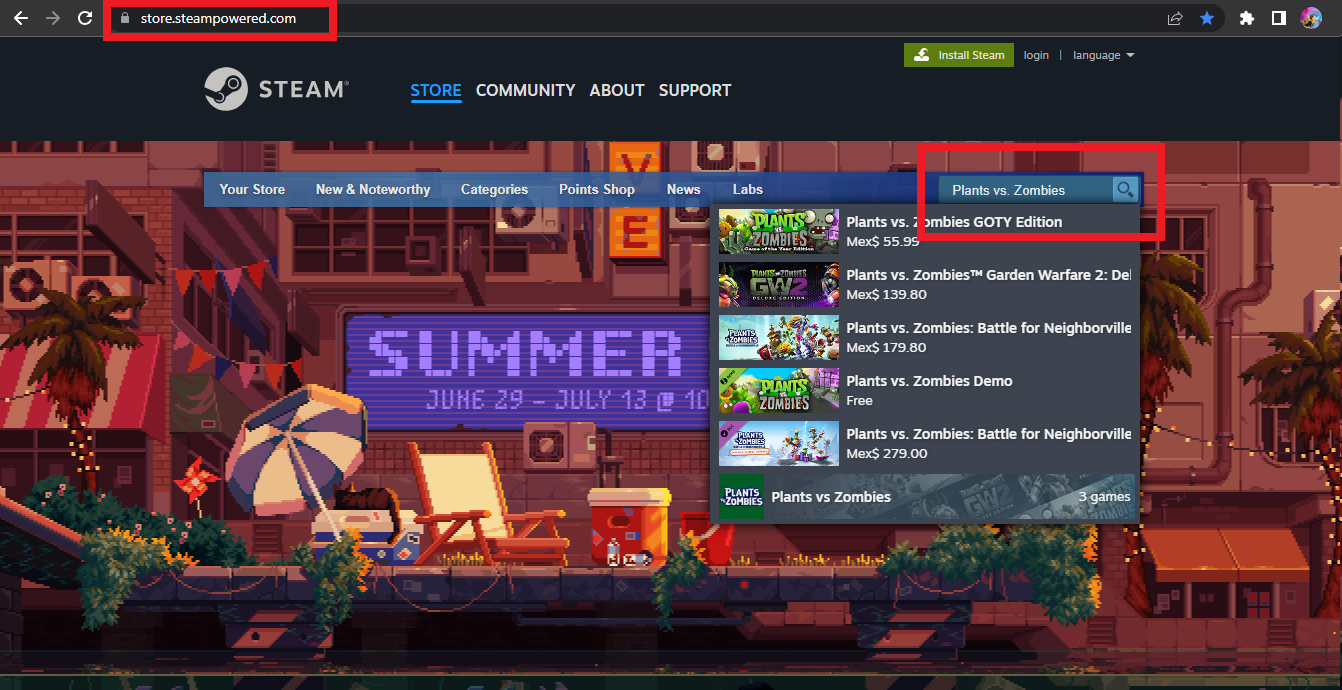 store.steampowered.com
Install Steam
login | language
STEAM®
STORE COMMUNITY ABOUT SUPPORT
Your Store New & Noteworthy Categories Points Shop News Labs
Plants vs. Zombies
V
E
Plants vs. Zombies GOTY Edition
Mex$ 55.99
PLANTS VS. ZOMBIES
Game of the Year Edition
Plants vs. Zombies™ Garden Warfare 2: Del
Mex$ 139.80
PLANTS VS. ZOMBIES
GW2
DELUXE EDITION
Plants vs. Zombies: Battle for Neighborville
Mex$ 179.80
PLANTS VS. ZOMBIES
Plants vs. Zombies Demo
Free
PLANTS VS. ZOMBIES
Plants vs. Zombies: Battle for Neighborville
Mex$ 279.00
PLANTS VS. ZOMBIES
Plants vs Zombies
3 games
PLANTS VS. ZOMBIES
SUMMER
JUNE 29 - JULY 13 @ 10